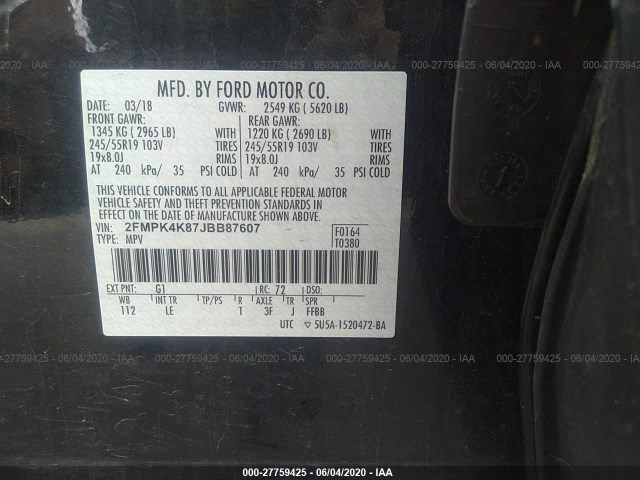 000-27759425 - 06/04/2020 - IAA
MFD. BY FORD MOTOR CO.
DATE: 03/18 GVWR: 2549 KG ( 5620 LB)
FRONT GAWR: REAR GAWR:
1345 KG ( 2965 LB) WITH 1220 KG ( 2690 LB) WITH
245/55R19 103V TIRES 245/55R19 103V TIRES
19x8.0J RIMS 19x8.0J RIMS
AT 240 kPa/ 35 PSI COLD AT 240 kPa/ 35 PSI COLD
THIS VEHICLE CONFORMS TO ALL APPLICABLE FEDERAL MOTOR
VEHICLE SAFETY AND THEFT PREVENTION STANDARDS IN
EFFECT ON THE DATE OF MANUFACTURE SHOWN ABOVE.
VIN: 2FMPK4K87JBB87607 F0164
TYPE: MPV T0380
EXT PNT: G1 RC: 72 DSO:
WB INT TR TP/PS R AXLE TR SPR
112 LE T 3F J FFBB
UTC ▽ 5U5A-1520472-BA
000-27759425 - 06/04/2020 - IAA